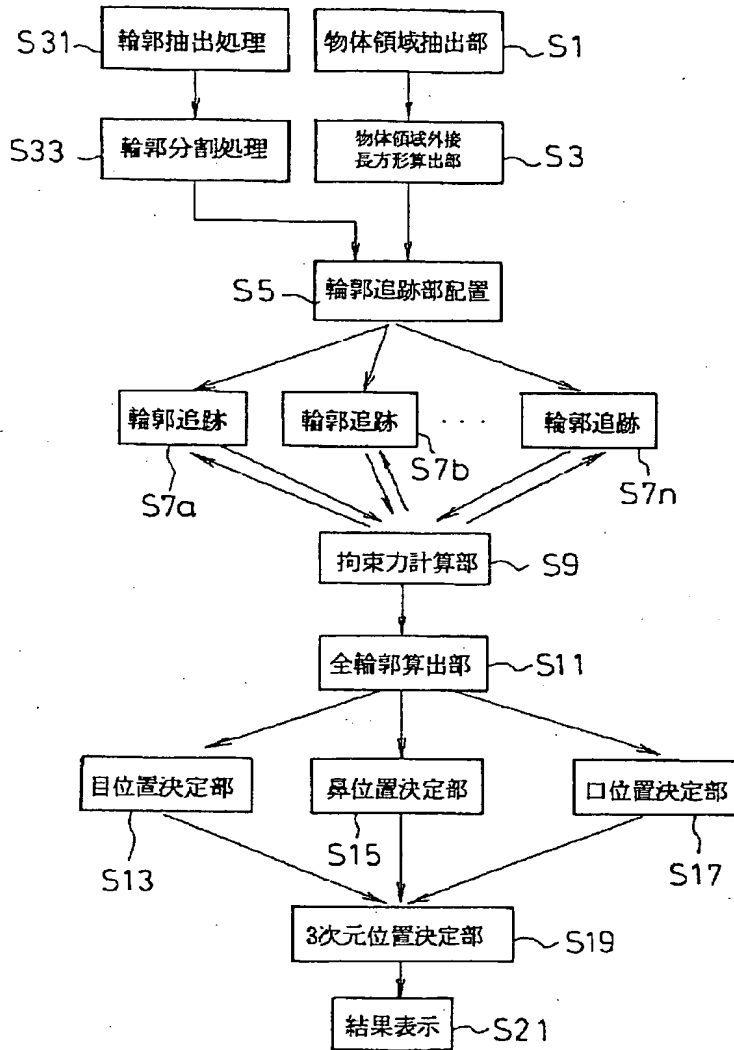 S31
輪郭抽出処理
物体領域抽出部
S1
S33
輪郭分割処理
物体領域外接
長方形算出部
S3
S5
輪郭追跡部配置
輪郭追跡
輪郭追跡
・・・
輪郭追跡
S7a
S7b
S7n
拘束力計算部
S9
全輪郭算出部
S11
目位置決定部
鼻位置決定部
口位置決定部
S13
S15
S17
3次元位置決定部
S19
結果表示
S21